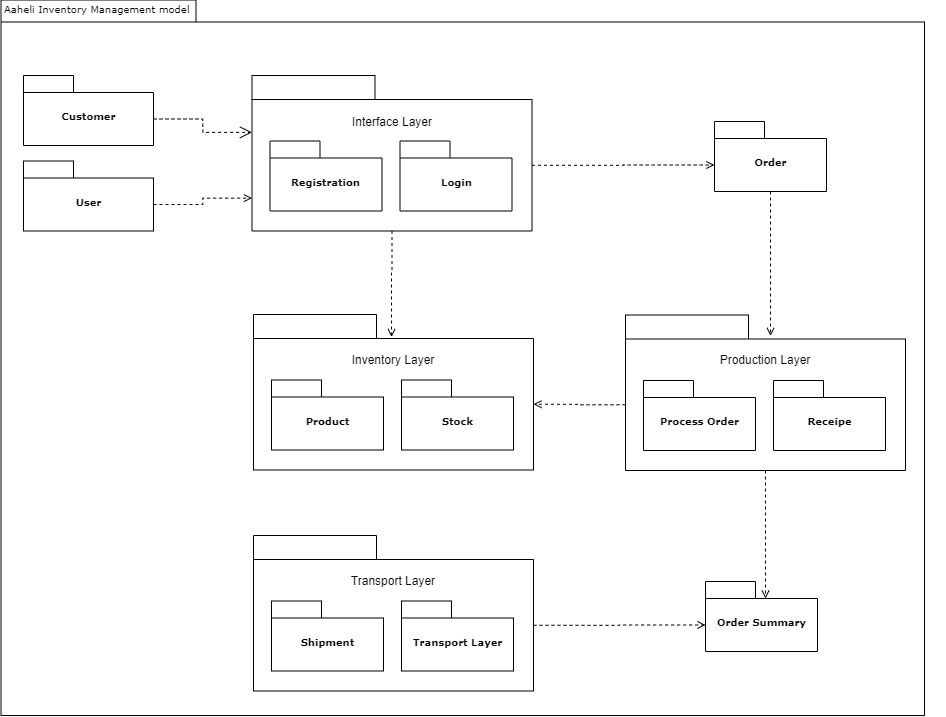 Aaheli Inventory Management model
Customer
User
Interface Layer
Registration
Login
Order
Inventory Layer
Product
Stock
Production Layer
Process Order
Receipe
Transport Layer
Shipment
Transport Layer
Order Summary